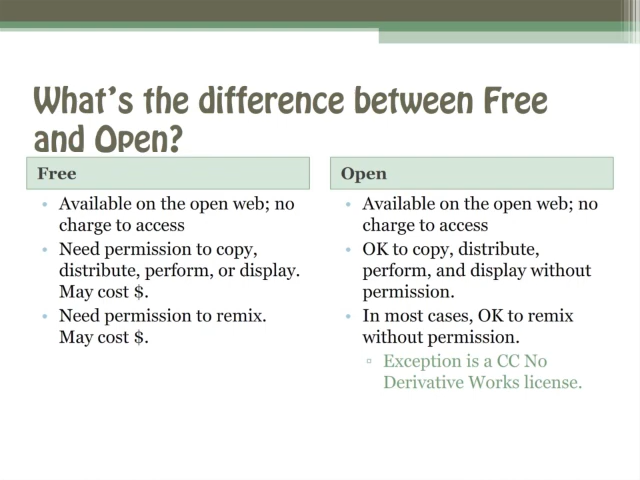 What's the difference between Free
and Open?
Free
• Available on the open web; no
charge to access
• Need permission to copy,
distribute, perform, or display.
May cost $.
• Need permission to remix.
May cost $.
Open
• Available on the open web; no
charge to access
• OK to copy, distribute,
perform, and display without
permission.
• In most cases, OK to remix
without permission.
▫ Exception is a CC No
Derivative Works license.